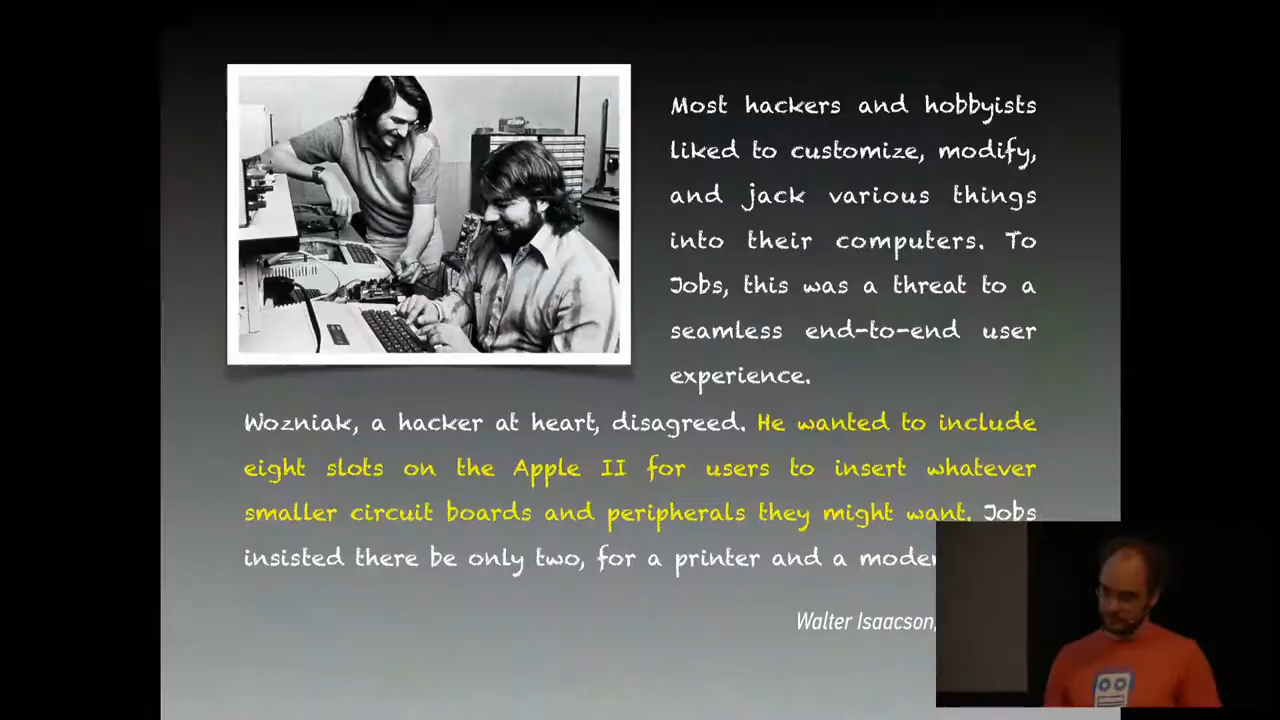 Most hackers and hobbyists
liked to customize, modify,
and jack various things
into their computers. To
Jobs, this was a threat to a
seamless end-to-end user
experience.
Wozniak, a hacker at heart, disagreed. He wanted to include
eight slots on the Apple II for users to insert whatever
smaller circuit boards and peripherals they might want. Jobs
insisted there be only two, for a printer and a
Walter Isaacson,